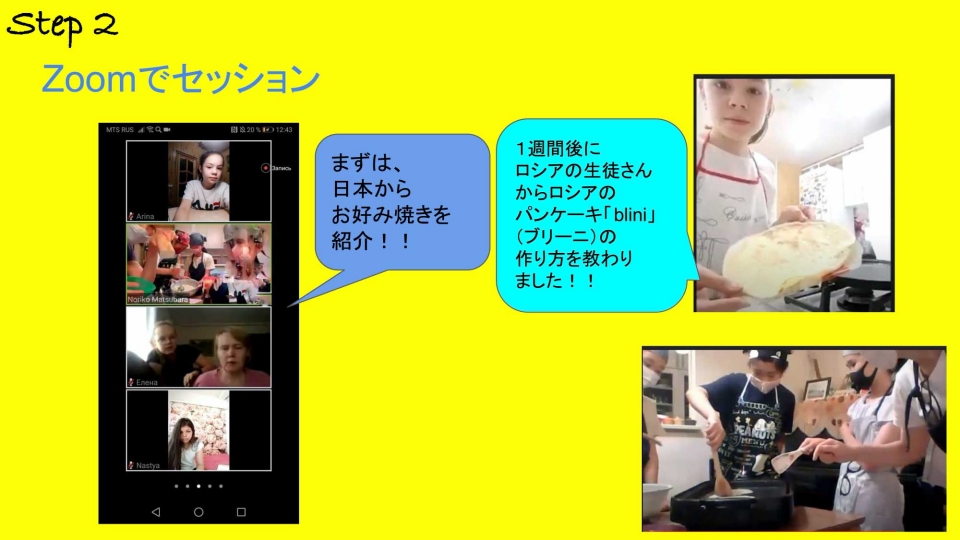 Step 2
Zoomでセッション
MTS RUS
20 %
12:43
Запись
Arina
Noriko Matsubara
Елена
Nastya
まずは、
日本から
お好み焼きを
紹介！！
１週間後に
ロシアの生徒さん
からロシアの
パンケーキ「blini」
（ブリーニ）の
作り方を教わり
ました！！
PEANUTS